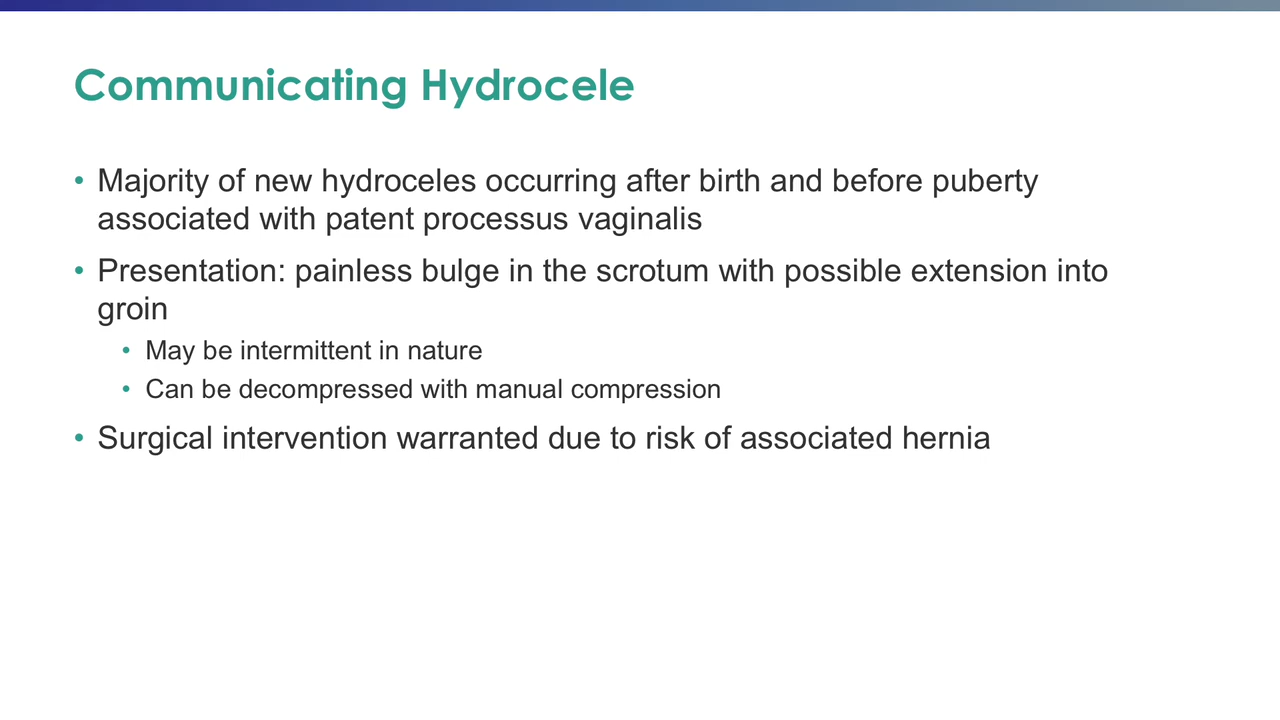 Communicating Hydrocele
• Majority of new hydroceles occurring after birth and before puberty
associated with patent processus vaginalis
• Presentation: painless bulge in the scrotum with possible extension into
groin
• May be intermittent in nature
• Can be decompressed with manual compression
• Surgical intervention warranted due to risk of associated hernia